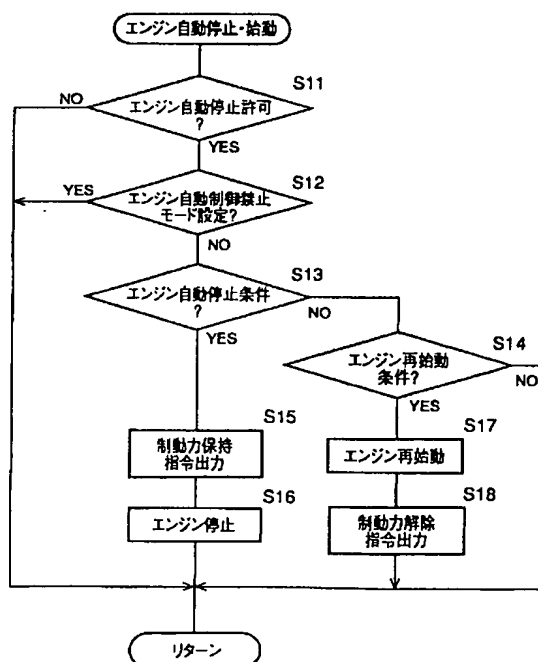 エンジン自動停止・始動
S11
NO
エンジン自動停止許可
?
YES
S12
YES
エンジン自動制御禁止
モード設定?
NO
S13
エンジン自動停止条件
?
NO
YES
S14
エンジン再始動
条件?
NO
YES
S15
制動力保持
指令出力
S17
エンジン再始動
S16
エンジン停止
S18
制動力解除
指令出力
リターン